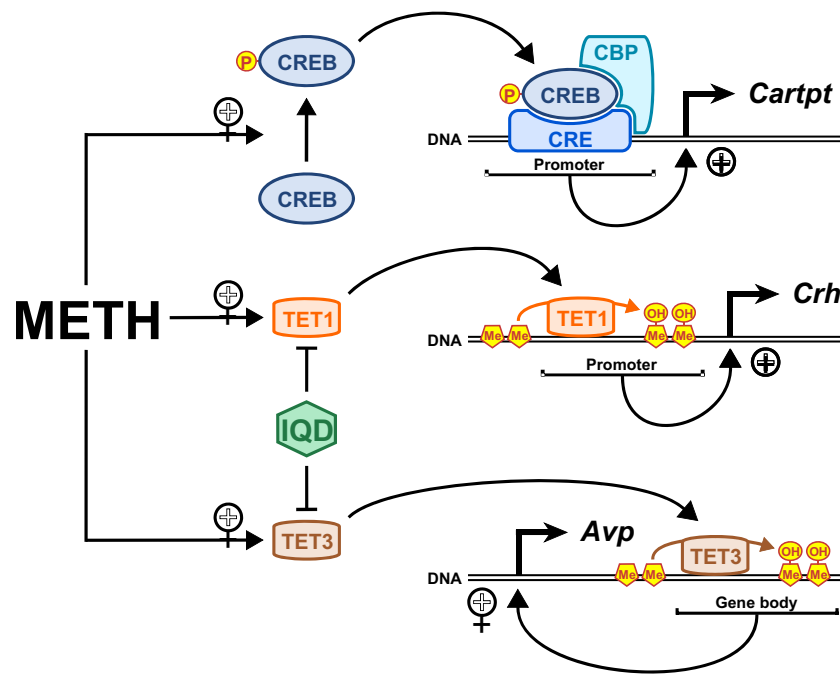 P
CREB
CREB
P
CREB
CBP
CRE
DNA
Promoter
Cartpt
METH
TET1
DNA
Me
Me
TET1
OH
OH
Me
Me
Promoter
Crh
IQD
TET3
Avp
DNA
Me
Me
TET3
OH
OH
Me
Me
Gene body